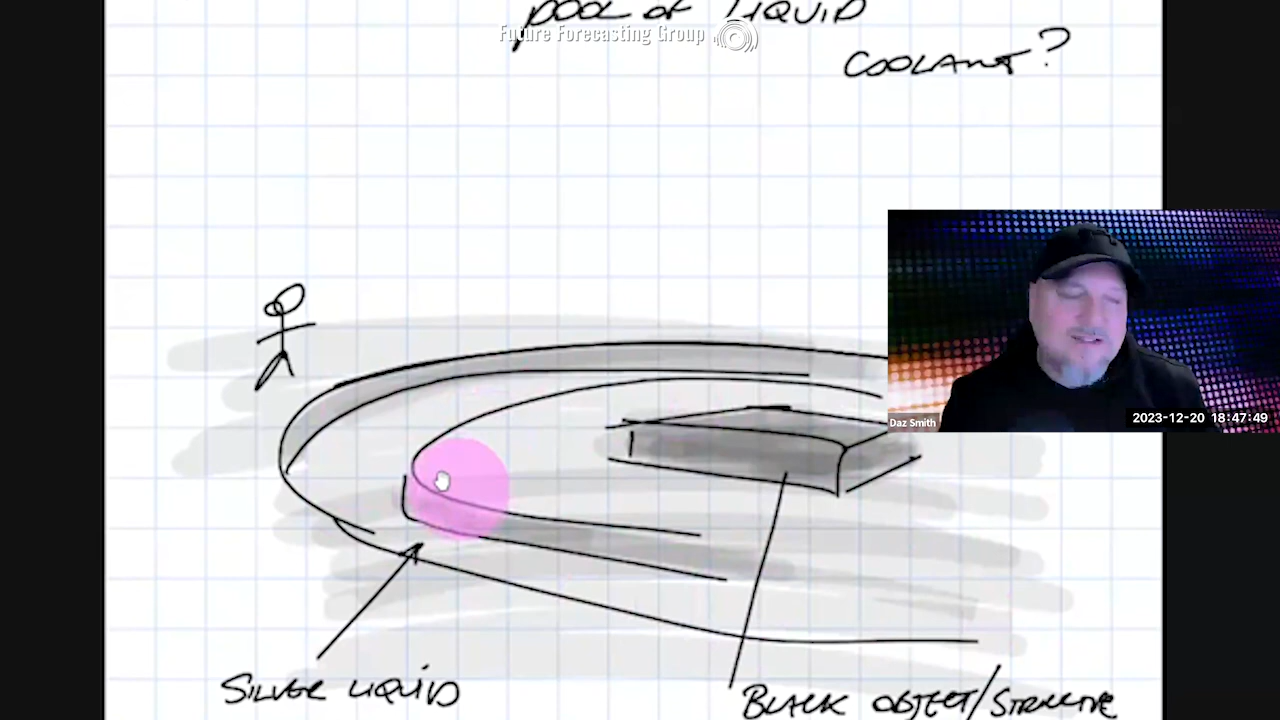 POOL OF LIQUID
Future Forecasting Group
COOLANT?
Daz Smith
2023-12-20 18:47:49
SILVER LIQUID
BLACK OBJECT/STRUCTURE